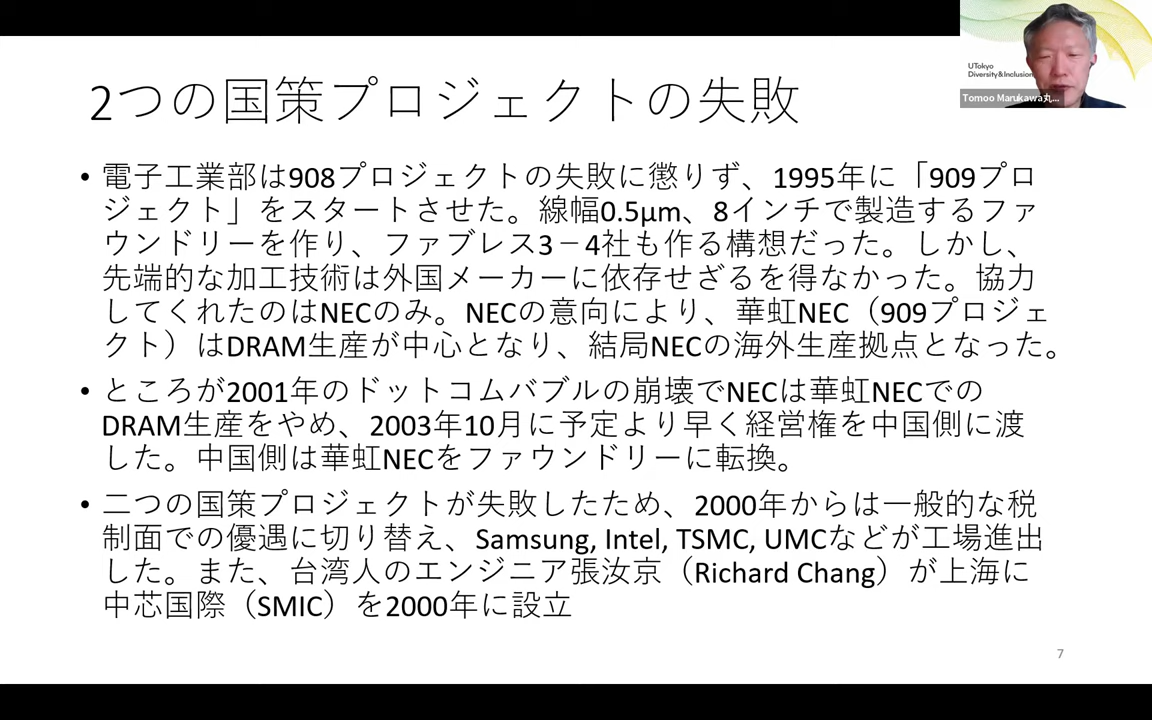 UTokyo
Diversity&Inclusion
Tomoo Marukawa丸...
2つの国策プロジェクトの失敗
• 電子工業部は908プロジェクトの失敗に懲りず、1995年に「909プロ
ジェクト」をスタートさせた。線幅0.5μm、8インチで製造するファ
ウンドリーを作り、ファブレス3－4社も作る構想だった。しかし、
先端的な加工技術は外国メーカーに依存せざるを得なかった。協力
してくれたのはNECのみ。NECの意向により、華虹NEC（909プロジェ
クト）はDRAM生産が中心となり、結局NECの海外生産拠点となった。
• ところが2001年のドットコムバブルの崩壊でNECは華虹NECでの
DRAM生産をやめ、2003年10月に予定より早く経営権を中国側に渡
した。中国側は華虹NECをファウンドリーに転換。
• 二つの国策プロジェクトが失敗したため、2000年からは一般的な税
制面での優遇に切り替え、Samsung, Intel, TSMC, UMCなどが工場進出
した。また、台湾人のエンジニア張汝京（Richard Chang）が上海に
中芯国際（SMIC）を2000年に設立
7